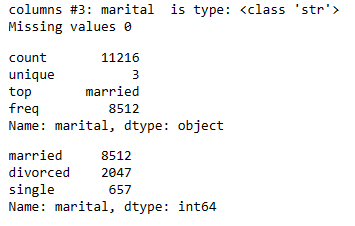 columns #3: marital  is type: <class 'str'>
Missing values 0
count       11216
unique          3
top       married
freq         8512
Name: marital, dtype: object
married     8512
divorced    2047
single       657
Name: marital, dtype: int64